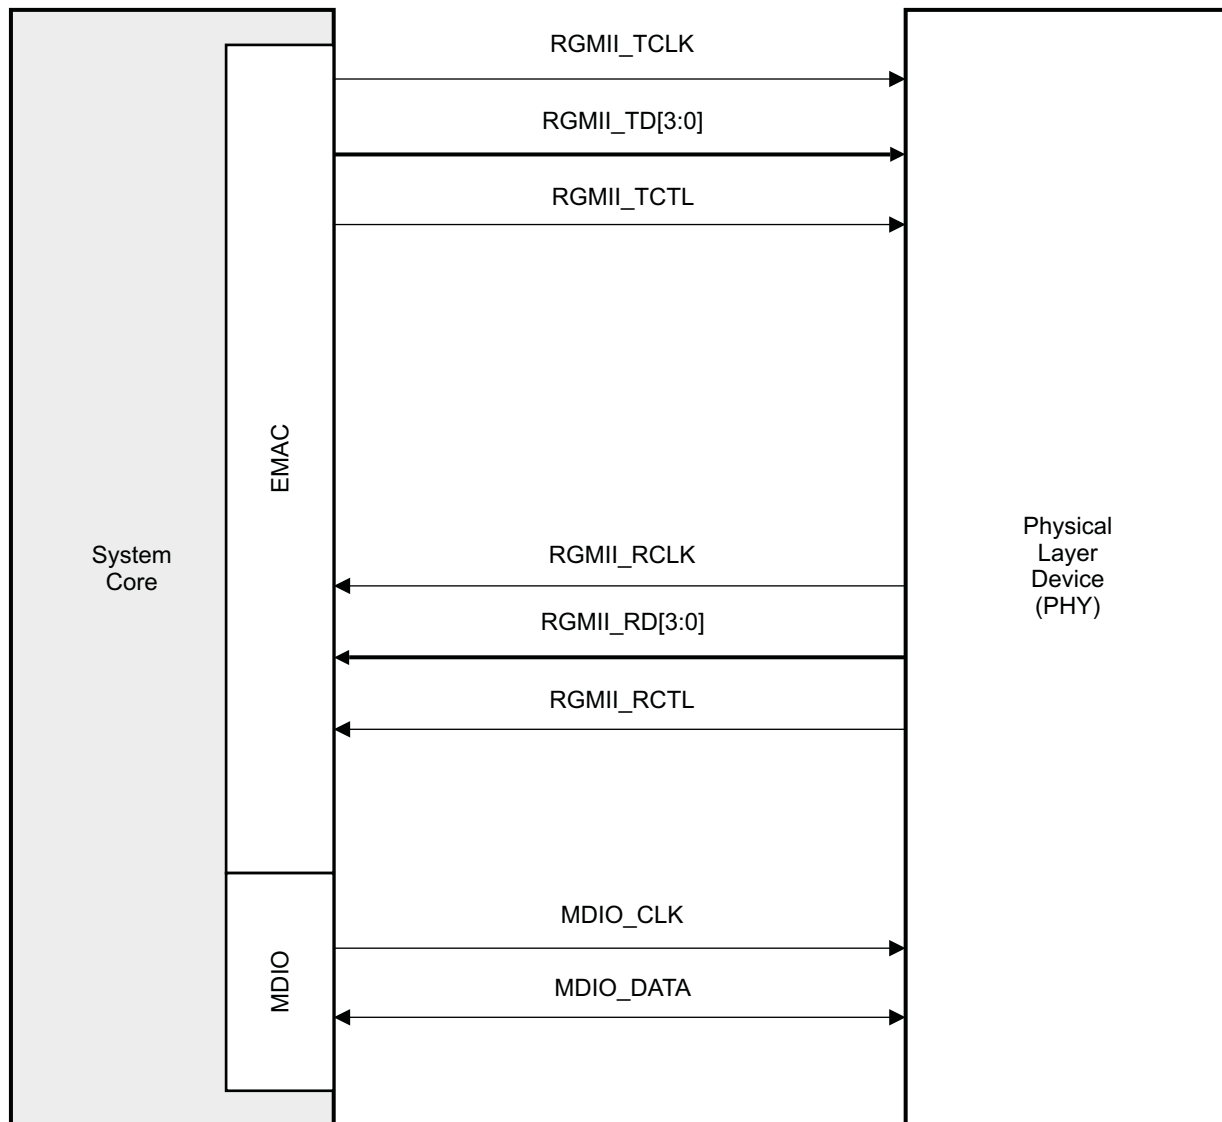 RGMII_TCLK
RGMII_TD[3:0]
RGMII_TCTL
EMAC
System
Core
RGMII_RCLK
RGMII_RD[3:0]
RGMII_RCTL
Physical
Layer
Device
(PHY)
MDIO
MDIO_CLK
MDIO_DATA